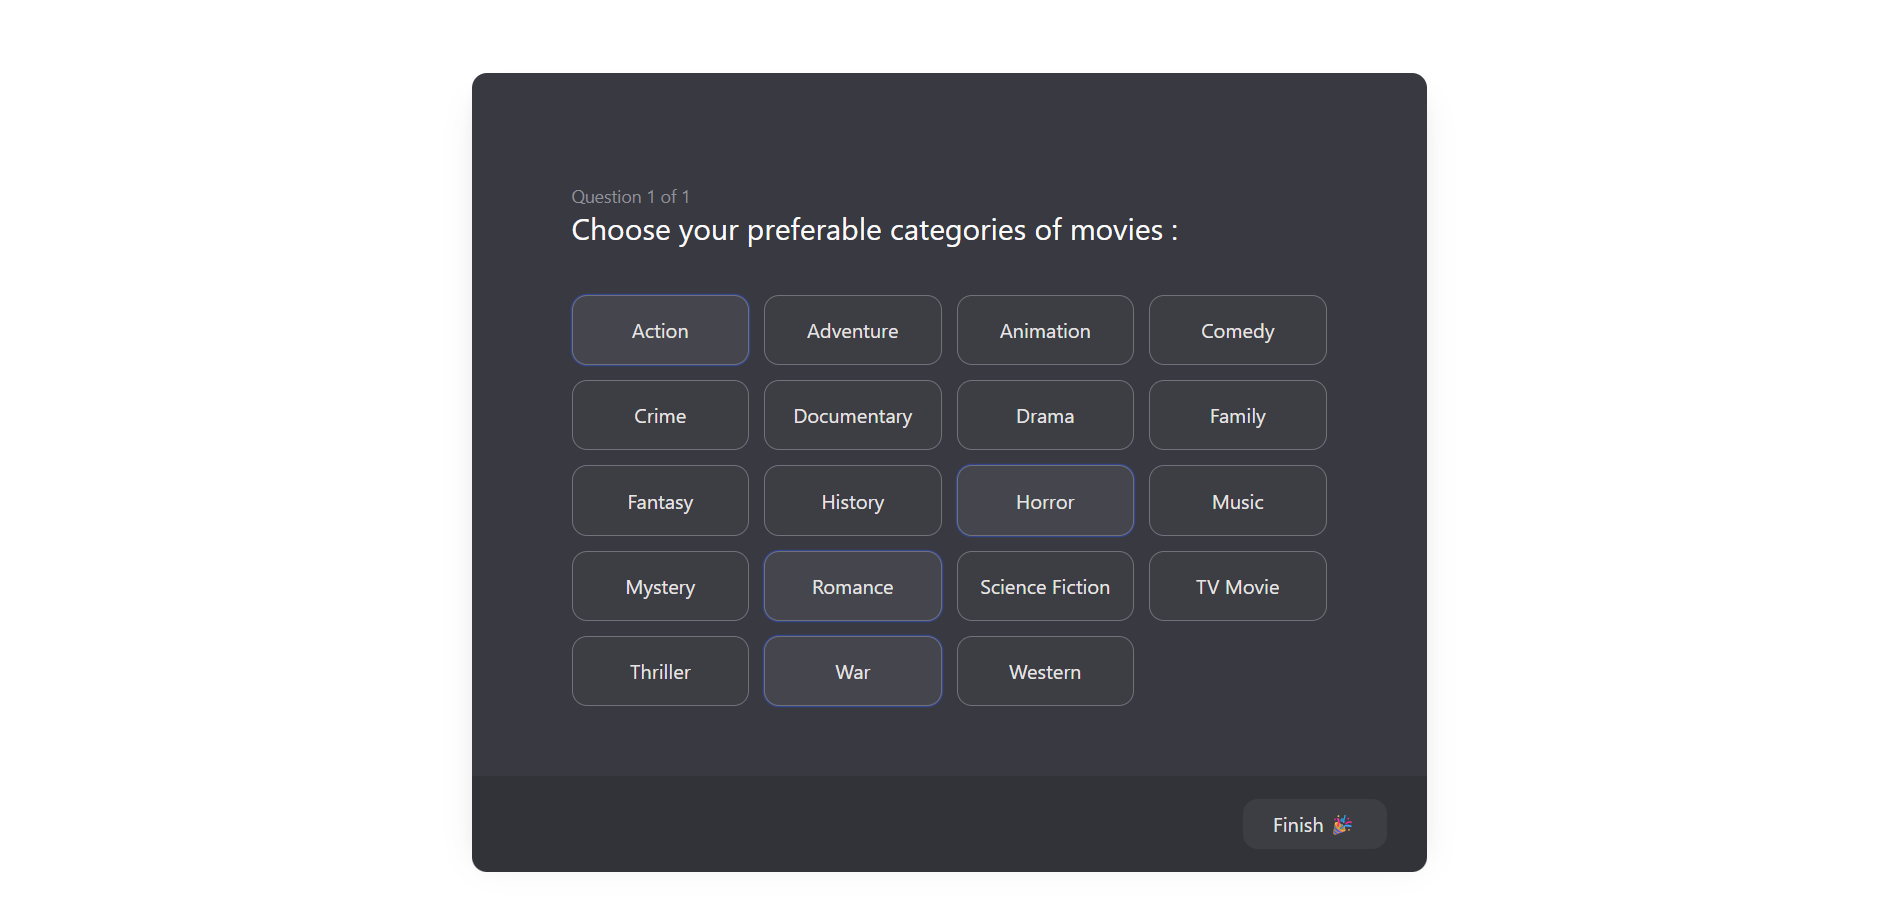 Question 1 of 1
Choose your preferable categories of movies :
Action Adventure Animation Comedy
Crime Documentary Drama Family
Fantasy History Horror Music
Mystery Romance Science Fiction TV Movie
Thriller War Western
Finish 🎉